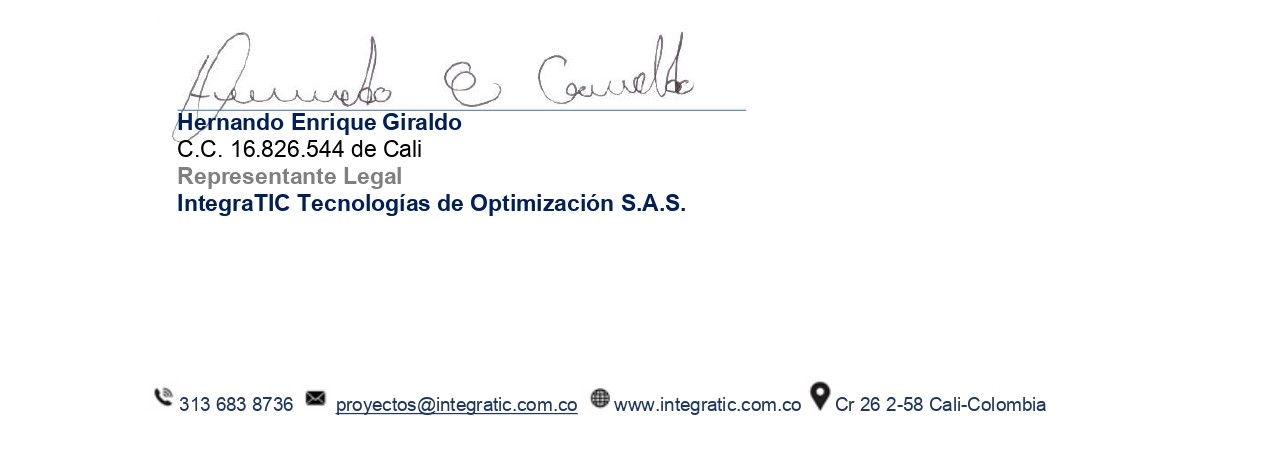 Hernando E Giraldo
Hernando Enrique Giraldo
C.C. 16.826.544 de Cali
Representante Legal
IntegraTIC Tecnologías de Optimización S.A.S.
313 683 8736 proyectos@integratic.com.co www.integratic.com.co Cr 26 2-58 Cali-Colombia